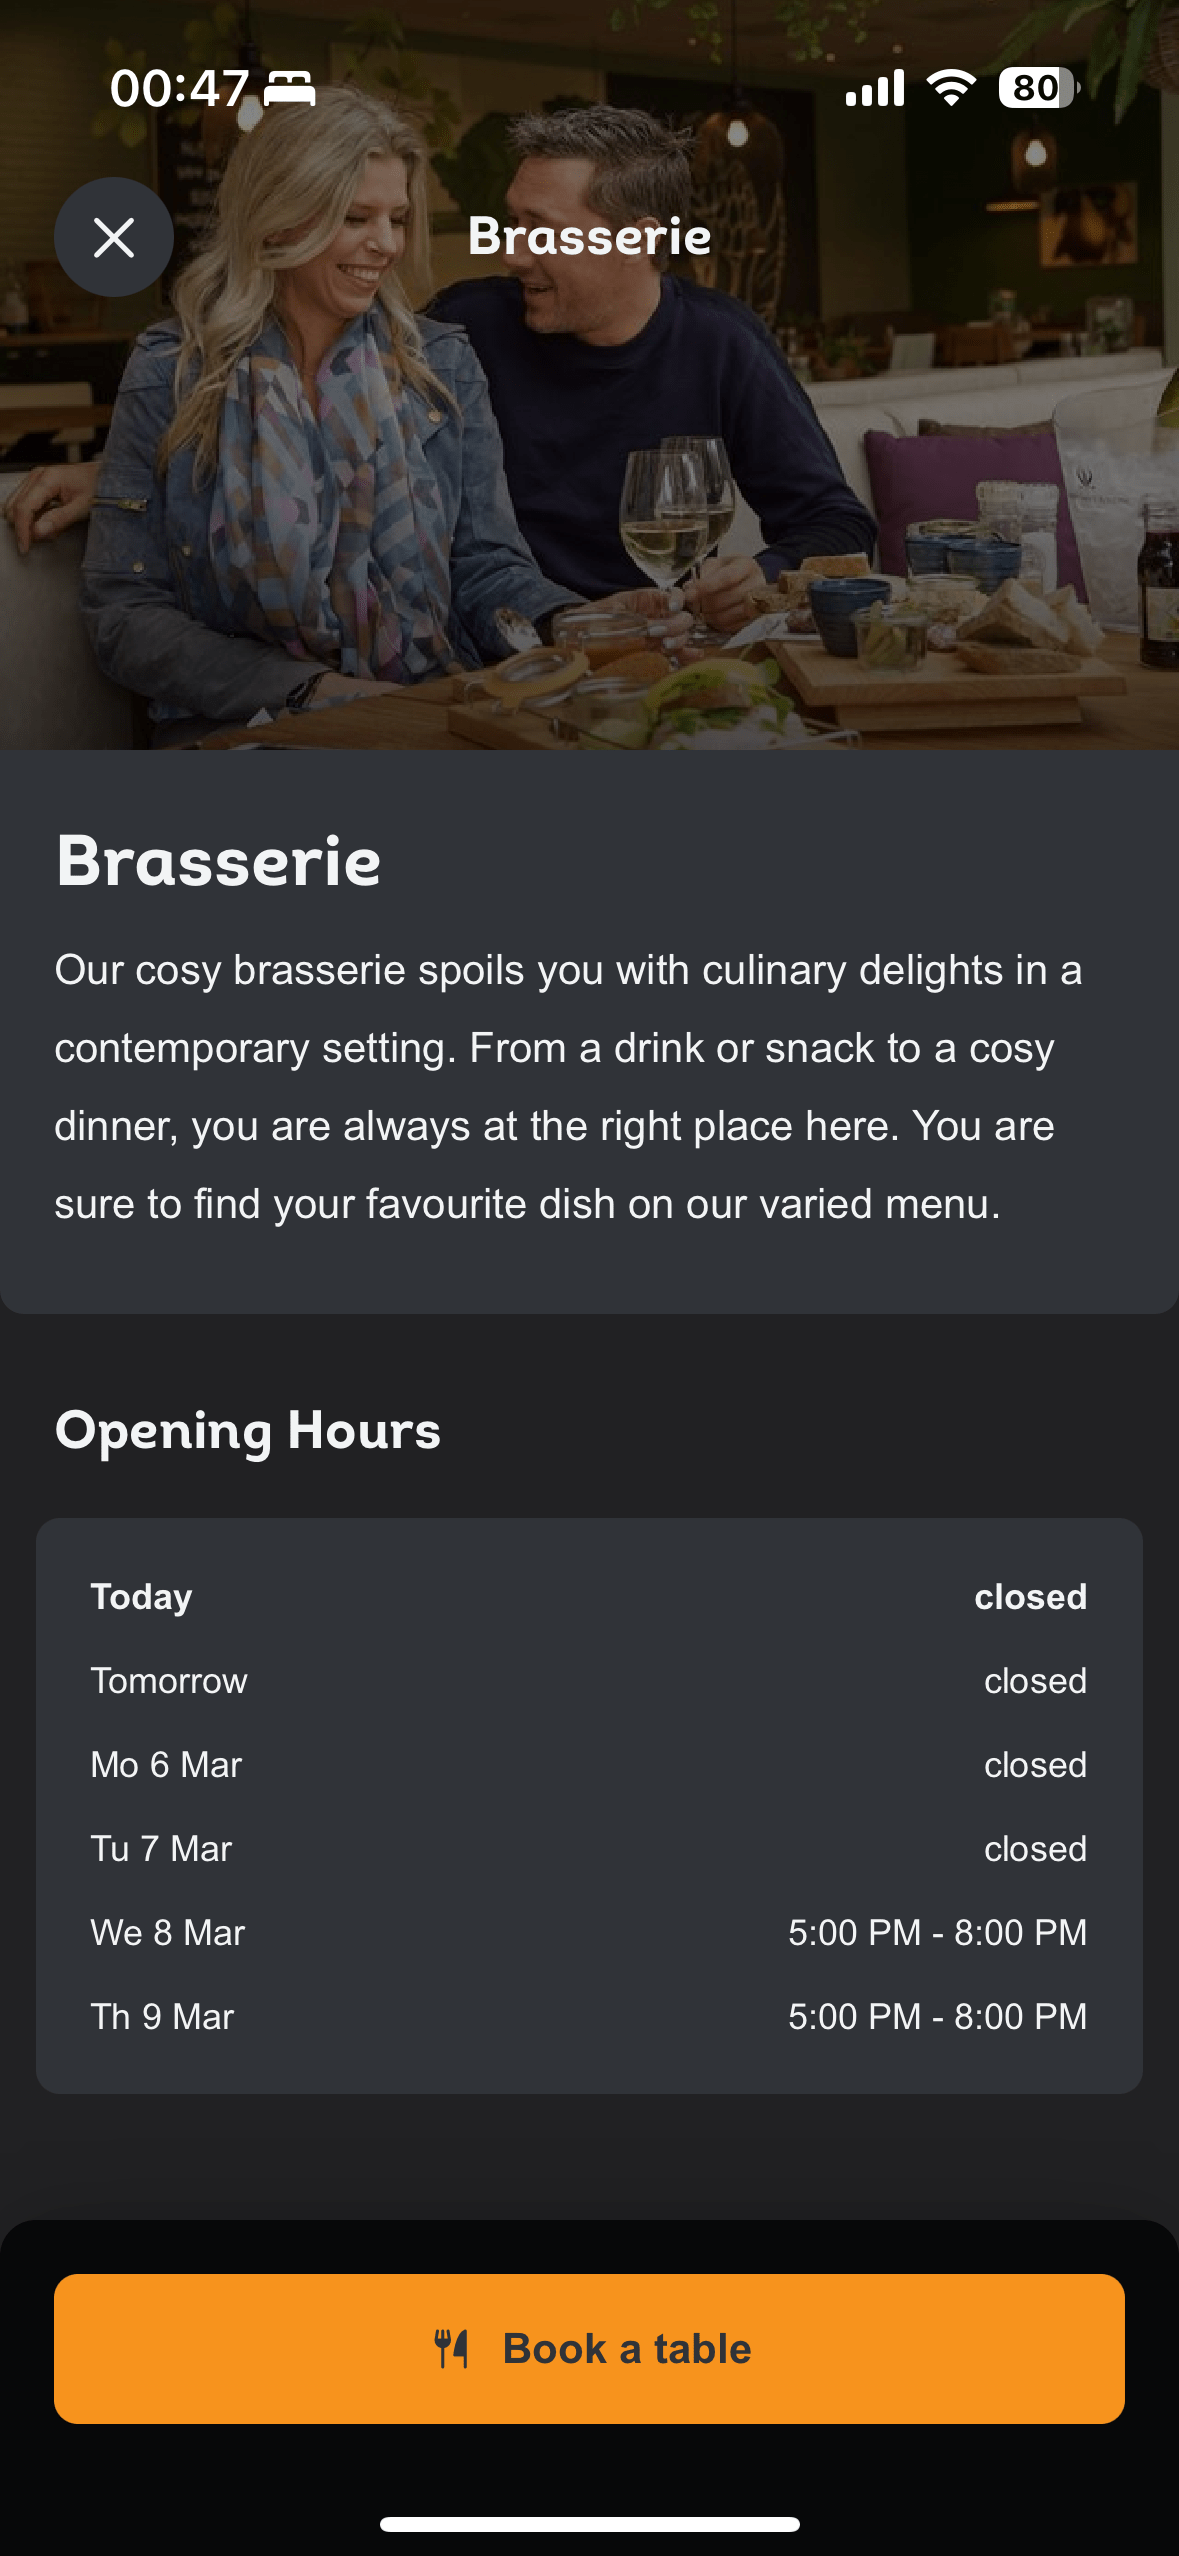 00:47
80
Brasserie
Brasserie
Our cosy brasserie spoils you with culinary delights in a
contemporary setting. From a drink or snack to a cosy
dinner, you are always at the right place here. You are
sure to find your favourite dish on our varied menu.
Opening Hours
Today closed
Tomorrow closed
Mo 6 Mar closed
Tu 7 Mar closed
We 8 Mar 5:00 PM - 8:00 PM
Th 9 Mar 5:00 PM - 8:00 PM
Book a table